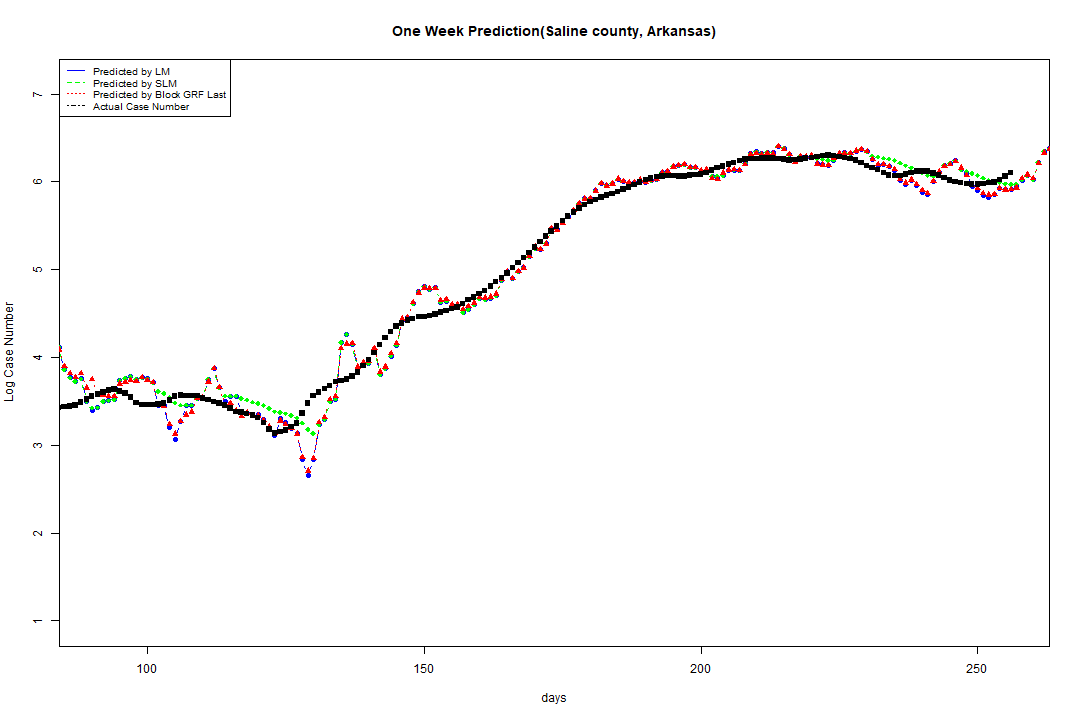 One Week Prediction(Saline county, Arkansas)
Predicted by LM
Predicted by SLM
Predicted by Block GRF Last
Actual Case Number
7
6
5
4
3
2
1
Log Case Number
100 150 200 250
days